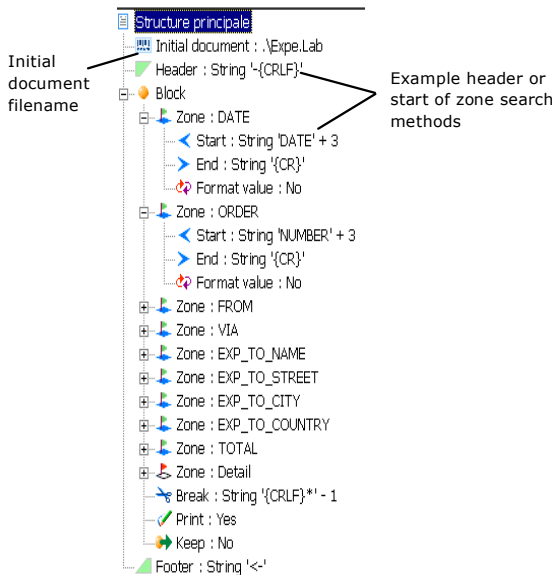 Structure principale
Initial document : .\Expe.Lab
Header : String '-{CRLF}'
Block
Zone : DATE
Start : String 'DATE' + 3
End : String '{CR}'
Format value : No
Zone : ORDER
Start : String 'NUMBER' + 3
End : String '{CR}'
Format value : No
Zone : FROM
Zone : VIA
Zone : EXP_TO_NAME
Zone : EXP_TO_STREET
Zone : EXP_TO_CITY
Zone : EXP_TO_COUNTRY
Zone : TOTAL
Zone : Detail
Break : String '{CRLF}*' - 1
Print : Yes
Keep : No
Footer : String '<-'
Initial
document
filename
Example header or
start of zone search
methods